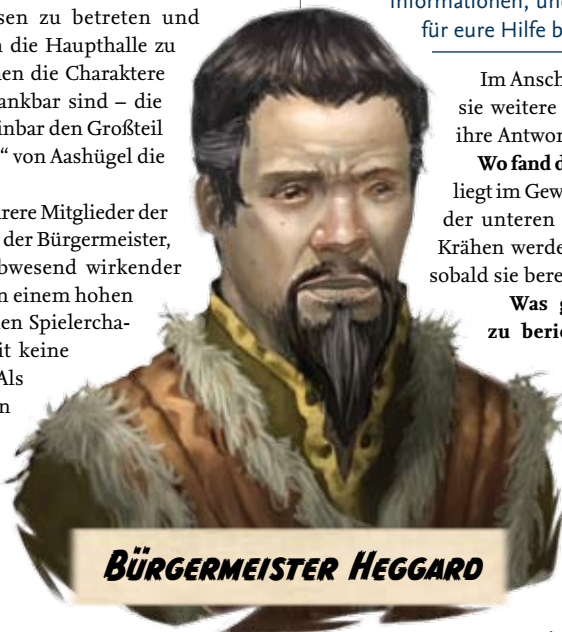 sen zu betreten und
die Haupthalle zu
en die Charaktere
ankbar sind – die
inbar den Großteil
“ von Aashügel die
rere Mitglieder der
der Bürgermeister,
bwesend wirkender
n einem hohen
en Spielercha-
it keine
Als
n
Informationen, un
für eure Hilfe b
Im Ansch
sie weitere
ihre Antwor
Wo fand d
liegt im Gew
der unteren
Krähen werde
sobald sie bere
Was g
zu beric
Bürgermeister Heggard